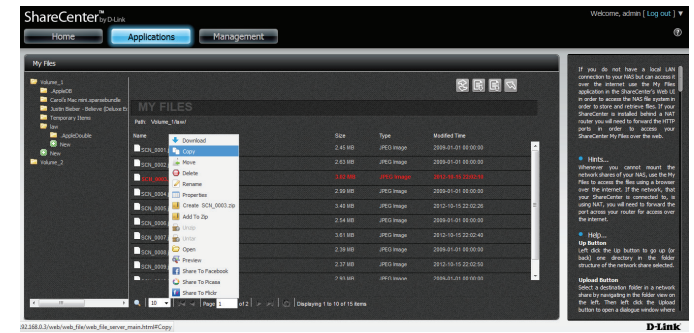 ShareCenter™ by D-Link
Welcome, admin [ Log out ] ▼
Home
Applications
Management
My Files
Volume_1
.AppleDB
Carol's Mac mini.sparsebundle
Justin Bieber - Believe (Deluxe E
Temporary Items
law
.AppleDouble
New
New
Volume_2
MY FILES
Path: Volume_1/law/
Name
Size
Type
Modified Time
SCN_0001.
2.45 MB
JPEG Image
2009-01-01 00:00:00
SCN_0002.
2.63 MB
JPEG Image
2009-01-01 00:00:00
SCN_0003.
JPEG Image
SCN_0004.
2.98 MB
JPEG Image
2009-01-01 00:00:00
SCN_0005.
3.48 MB
JPEG Image
2012-10-15 22:02:26
SCN_0006.
2.54 MB
JPEG Image
2009-01-01 00:00:00
SCN_0007.
3.61 MB
JPEG Image
2012-10-15 22:02:40
SCN_0008.
2.39 MB
JPEG Image
2009-01-01 00:00:00
SCN_0009.
2.37 MB
JPEG Image
2012-10-15 22:02:50
2.93 MB
JPEG Image
2009-01-01 00:00:00
Download
Copy
Move
Delete
Rename
Properties
Create SCN_0003.zip
Add To Zip
Unzip
Untar
Open
Preview
Share To Facebook
Share To Picasa
Share To Flickr
10
Page 1 of 2
Displaying 1 to 10 of 15 items
If you do not have a local LAN
connection to your NAS but can access it
over the internet use the My Files
application in the ShareCenter's Web UI
in order to access the NAS file system in
order to store and retrieve files. If your
ShareCenter is installed behind a NAT
router you will need to forward the HTTP
ports in order to access your
ShareCenter My Files over the web.
Hints...
Whenever you cannot mount the
network shares of your NAS, use the My
Files to access the files using a browser
over the internet. If the network, that
your ShareCenter is connected to, is
using NAT, you will need to forward the
port across your router for access over
the internet.
Help...
Up Button
Left click the Up button to go up (or
back) one directory in the folder
structure of the network share selected.
Upload Button
Select a destination folder in a network
share by navigating in the folder view on
the left. Then left click the Upload
button to open a dialogue window where
92.168.0.3/web/web_file/web_file_server_main.html#Copy
D-Link